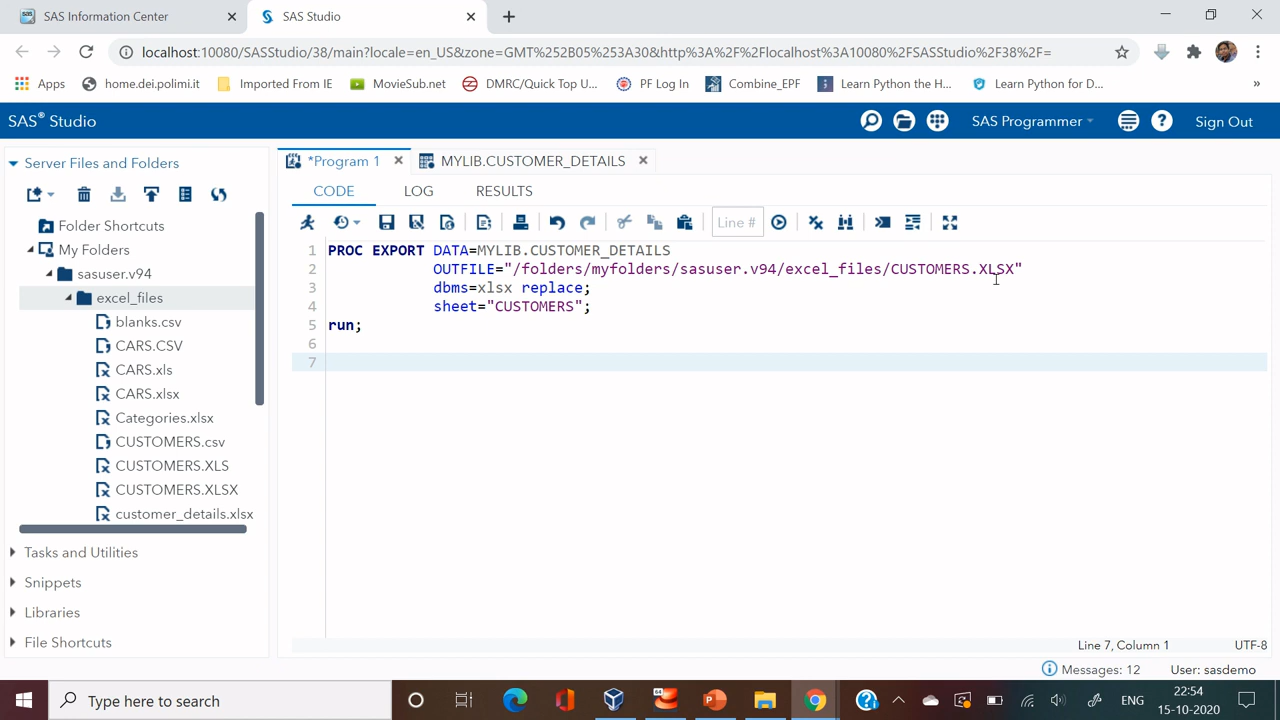 SAS Information Center
SAS Studio
localhost:10080/SASStudio/38/main?locale=en_US&zone=GMT%252B05%253A30&http%3A%2F%2Flocalhost%3A10080%2FSASStudio%2F38%2F=
Apps home.dei.polimi.it Imported From IE MovieSub.net DMRC/Quick Top U... PF Log In Combine_EPF Learn Python the H... Learn Python for D... »
SAS® Studio SAS Programmer Sign Out
Server Files and Folders
Folder Shortcuts
My Folders
sasuser.v94
excel_files
blanks.csv
CARS.CSV
CARS.xls
CARS.xlsx
Categories.xlsx
CUSTOMERS.csv
CUSTOMERS.XLS
CUSTOMERS.XLSX
customer_details.xlsx
Tasks and Utilities
Snippets
Libraries
File Shortcuts
*Program 1 MYLIB.CUSTOMER_DETAILS
CODE LOG RESULTS
Line #
1 PROC EXPORT DATA=MYLIB.CUSTOMER_DETAILS
2 OUTFILE="/folders/myfolders/sasuser.v94/excel_files/CUSTOMERS.XLSX"
3 dbms=xlsx replace;
4 sheet="CUSTOMERS";
5 run;
6
7
Line 7, Column 1 UTF-8
Messages: 12 User: sasdemo
Type here to search
64
ENG
22:54
15-10-2020